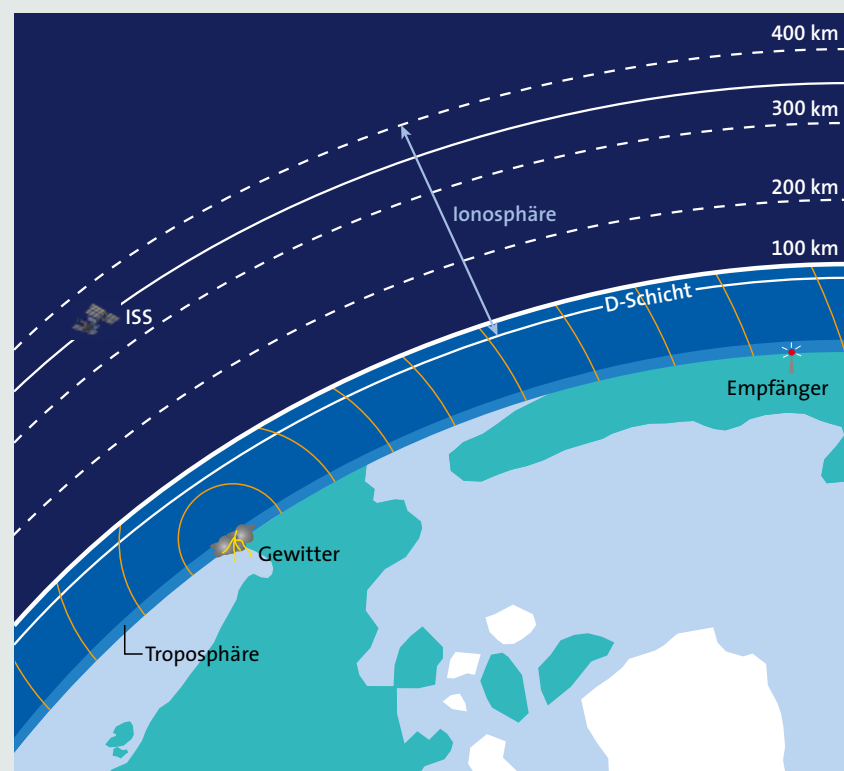 400 km
300 km
200 km
100 km
Ionosphäre
ISS
D-Schicht
Empfänger
Gewitter
Troposphäre